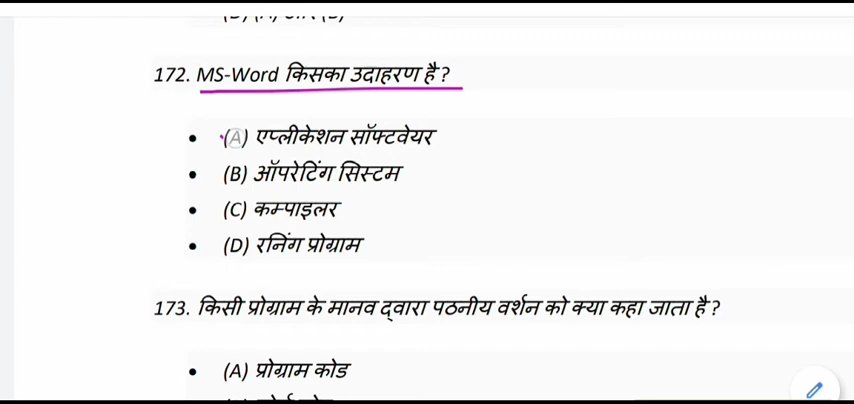 172. MS-Word किसका उदाहरण है?
• (A) एप्लीकेशन सॉफ्टवेयर
• (B) ऑपरेटिंग सिस्टम
• (C) कम्पाइलर
• (D) रनिंग प्रोग्राम
173. किसी प्रोग्राम के मानव द्वारा पठनीय वर्शन को क्या कहा जाता है?
• (A) प्रोग्राम कोड